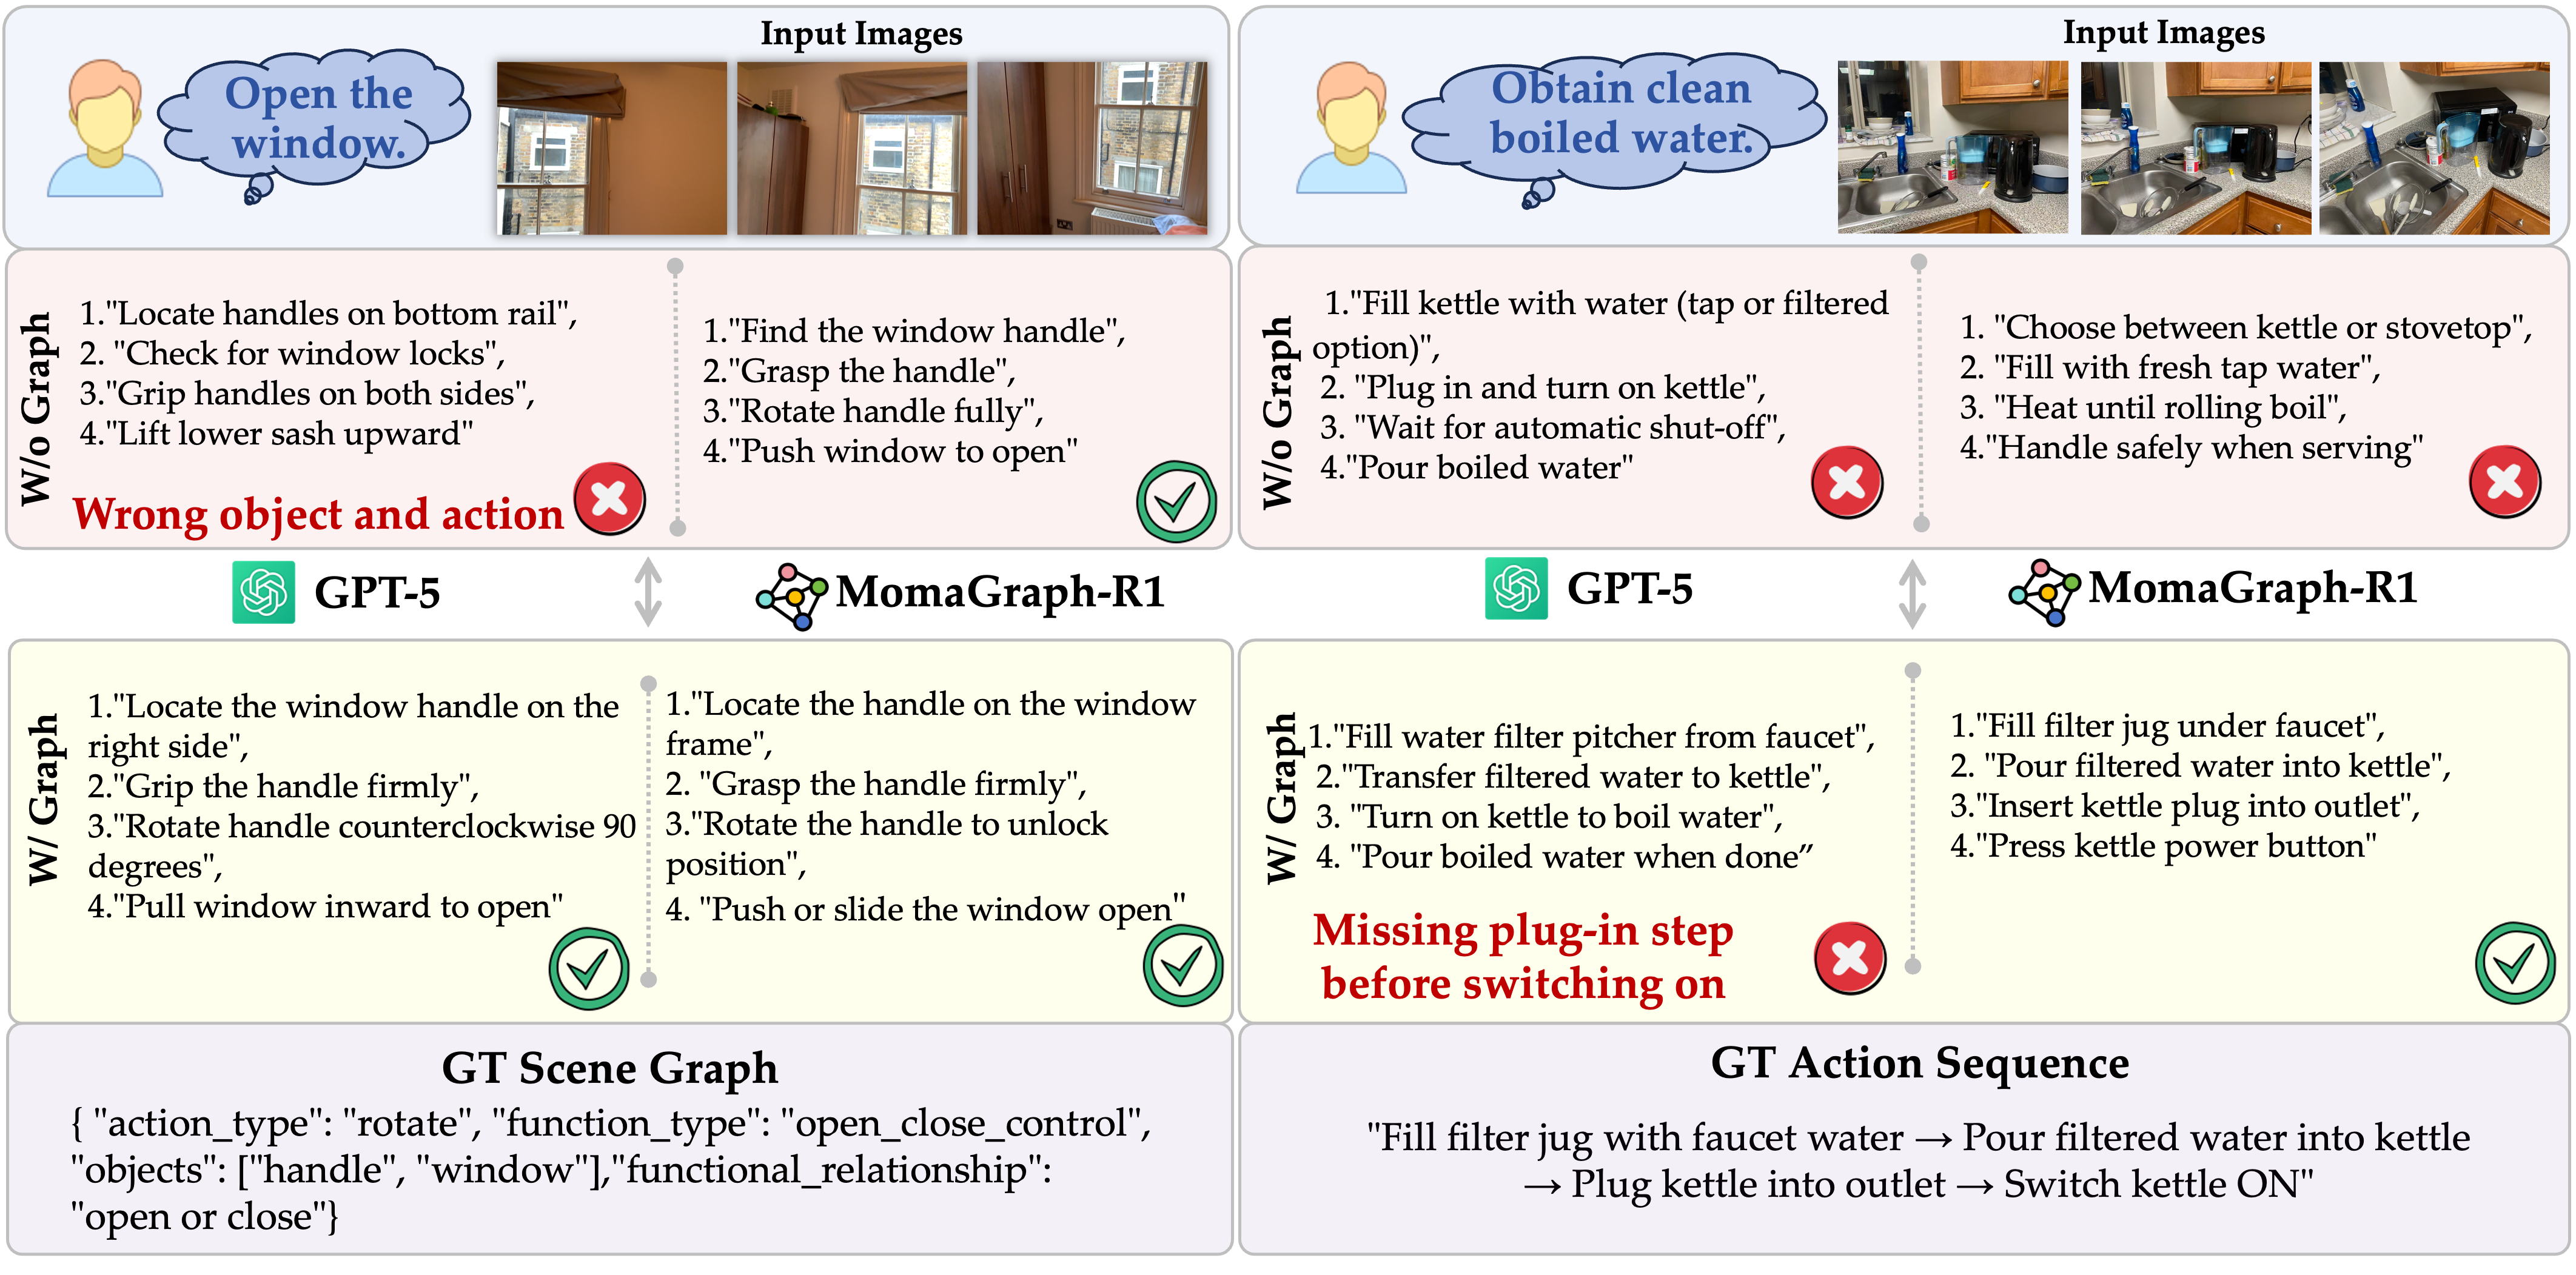 Input Images
Open the
window.
W/o Graph
1."Locate handles on bottom rail",
2. "Check for window locks",
3."Grip handles on both sides",
4."Lift lower sash upward"
Wrong object and action
1."Find the window handle",
2."Grasp the handle",
3."Rotate handle fully",
4."Push window to open"
GPT-5
MomaGraph-R1
W/ Graph
1."Locate the window handle on the
right side",
2."Grip the handle firmly",
3."Rotate handle counterclockwise 90
degrees",
4."Pull window inward to open"
1."Locate the handle on the window
frame",
2. "Grasp the handle firmly",
3."Rotate the handle to unlock
position",
4. "Push or slide the window open"
GT Scene Graph
{ "action_type": "rotate", "function_type": "open_close_control",
"objects": ["handle", "window"],"functional_relationship":
"open or close"}
Input Images
Obtain clean
boiled water.
W/o Graph
1."Fill kettle with water (tap or filtered
option)",
2. "Plug in and turn on kettle",
3. "Wait for automatic shut-off",
4."Pour boiled water"
1. "Choose between kettle or stovetop",
2. "Fill with fresh tap water",
3. "Heat until rolling boil",
4."Handle safely when serving"
GPT-5
MomaGraph-R1
W/ Graph
1."Fill water filter pitcher from faucet",
2."Transfer filtered water to kettle",
3. "Turn on kettle to boil water",
4. "Pour boiled water when done”
Missing plug-in step
before switching on
1."Fill filter jug under faucet",
2. "Pour filtered water into kettle",
3."Insert kettle plug into outlet",
4."Press kettle power button"
GT Action Sequence
"Fill filter jug with faucet water → Pour filtered water into kettle
→ Plug kettle into outlet → Switch kettle ON"